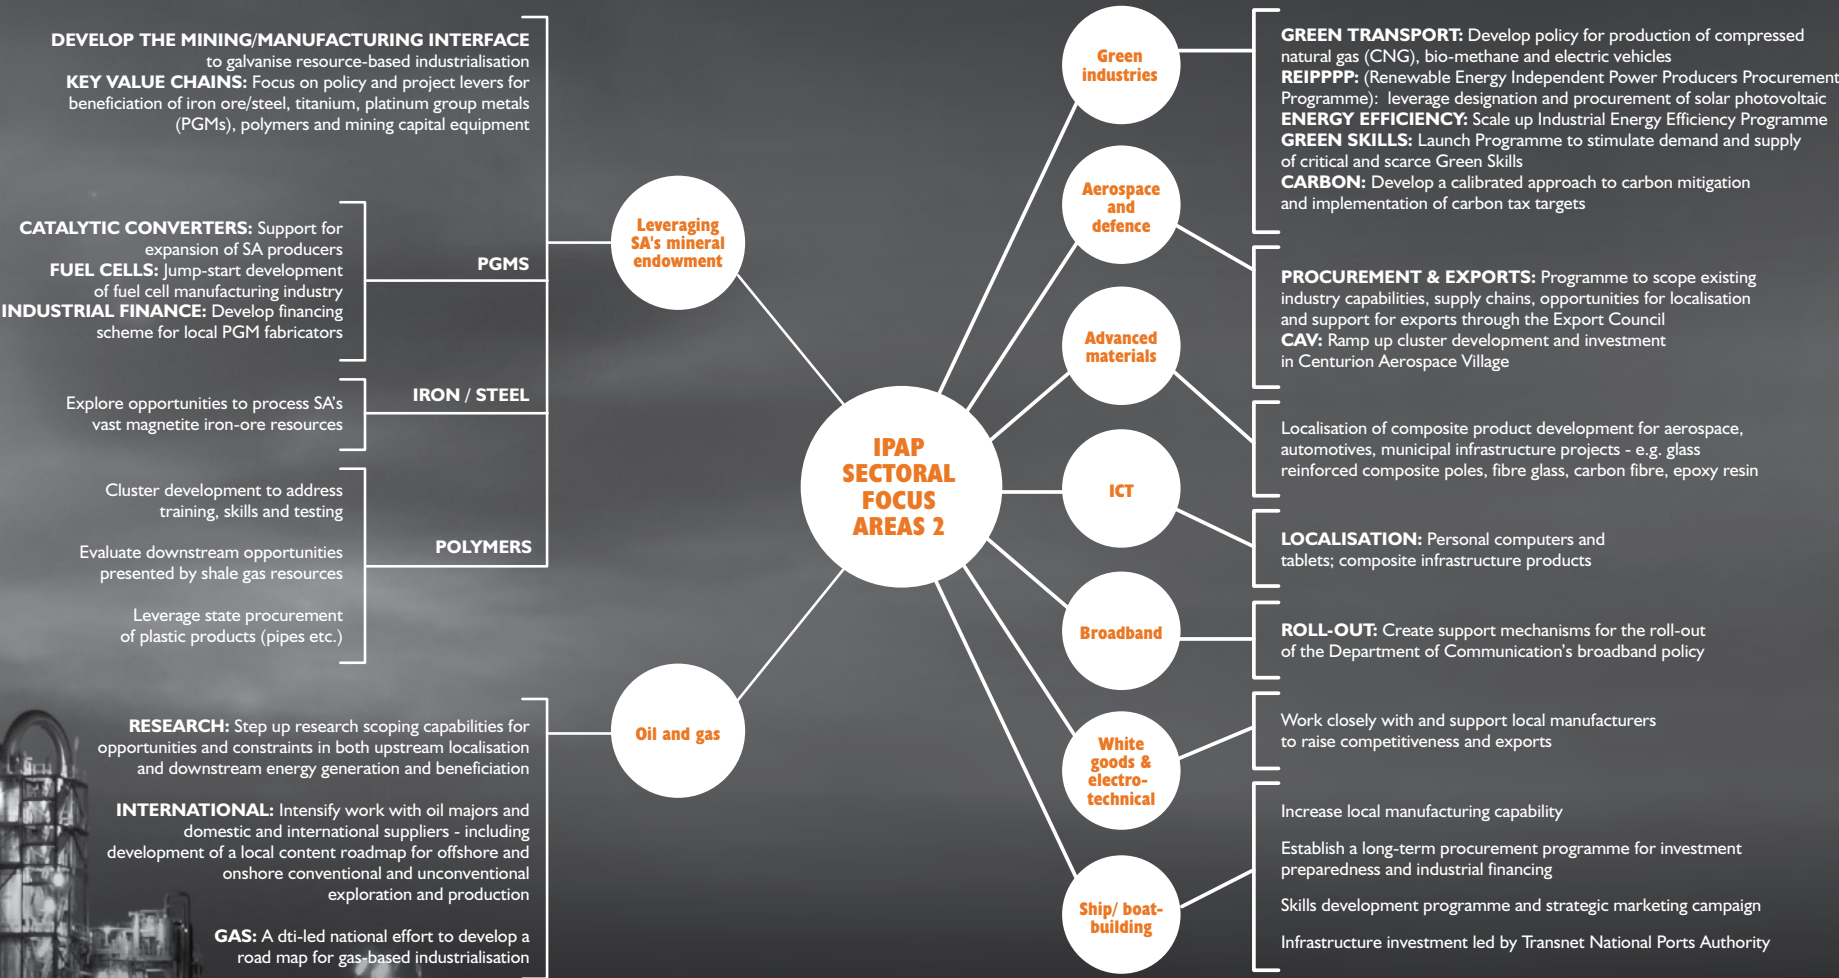 DEVELOP THE MINING/MANUFACTURING INTERFACE
to galvanise resource-based industrialisation
KEY VALUE CHAINS: Focus on policy and project levers for
beneficiation of iron ore/steel, titanium, platinum group metals
(PGMs), polymers and mining capital equipment
CATALYTIC CONVERTERS: Support for
expansion of SA producers
FUEL CELLS: Jump-start development
of fuel cell manufacturing industry
INDUSTRIAL FINANCE: Develop financing
scheme for local PGM fabricators
PGMS
Explore opportunities to process SA's
vast magnetite iron-ore resources
IRON / STEEL
Cluster development to address
training, skills and testing
Evaluate downstream opportunities
presented by shale gas resources
Leverage state procurement
of plastic products (pipes etc.)
POLYMERS
Leveraging
SA's mineral
endowment
RESEARCH: Step up research scoping capabilities for
opportunities and constraints in both upstream localisation
and downstream energy generation and beneficiation
INTERNATIONAL: Intensify work with oil majors and
domestic and international suppliers - including
development of a local content roadmap for offshore and
onshore conventional and unconventional
exploration and production
GAS: A dti-led national effort to develop a
road map for gas-based industrialisation
Oil and gas
IPAP
SECTORAL
FOCUS
AREAS 2
Green
industries
GREEN TRANSPORT: Develop policy for production of compressed
natural gas (CNG), bio-methane and electric vehicles
REIPPPP: (Renewable Energy Independent Power Producers Procurement
Programme): leverage designation and procurement of solar photovoltaic
ENERGY EFFICIENCY: Scale up Industrial Energy Efficiency Programme
GREEN SKILLS: Launch Programme to stimulate demand and supply
of critical and scarce Green Skills
CARBON: Develop a calibrated approach to carbon mitigation
and implementation of carbon tax targets
Aerospace
and
defence
PROCUREMENT & EXPORTS: Programme to scope existing
industry capabilities, supply chains, opportunities for localisation
and support for exports through the Export Council
CAV: Ramp up cluster development and investment
in Centurion Aerospace Village
Advanced
materials
Localisation of composite product development for aerospace,
automotives, municipal infrastructure projects - e.g. glass
reinforced composite poles, fibre glass, carbon fibre, epoxy resin
ICT
LOCALISATION: Personal computers and
tablets; composite infrastructure products
Broadband
ROLL-OUT: Create support mechanisms for the roll-out
of the Department of Communication's broadband policy
White
goods &
electro-
technical
Work closely with and support local manufacturers
to raise competitiveness and exports
Ship/ boat-
building
Increase local manufacturing capability
Establish a long-term procurement programme for investment
preparedness and industrial financing
Skills development programme and strategic marketing campaign
Infrastructure investment led by Transnet National Ports Authority